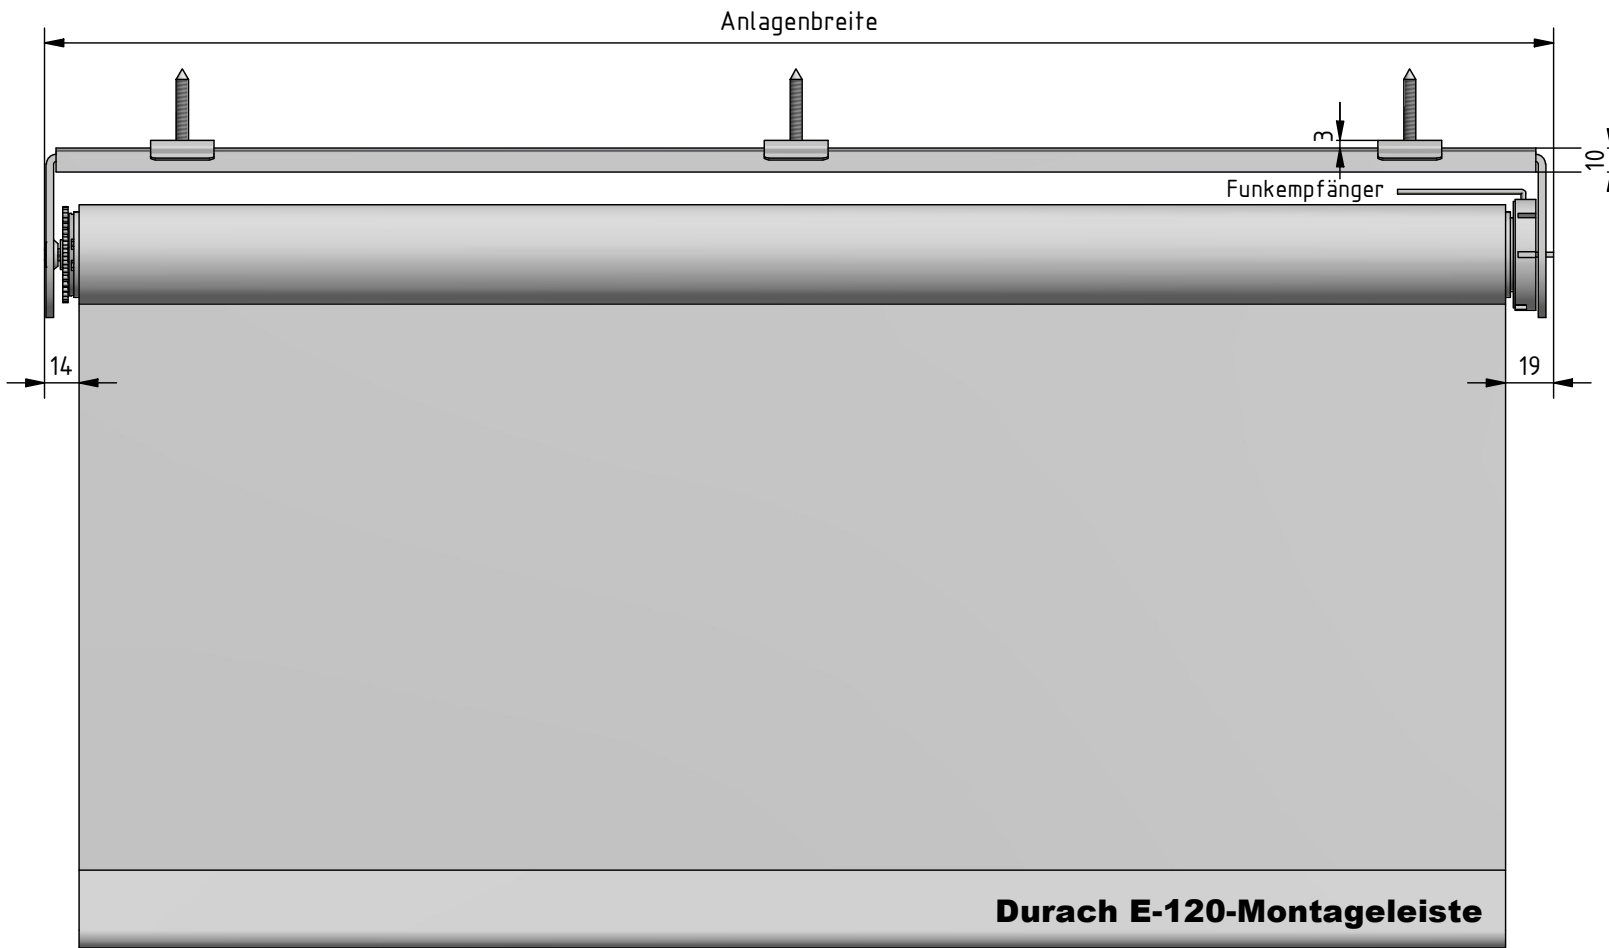 Anlagenbreite
3
10
Funkempfänger
14
19
Durach E-120-Montageleiste